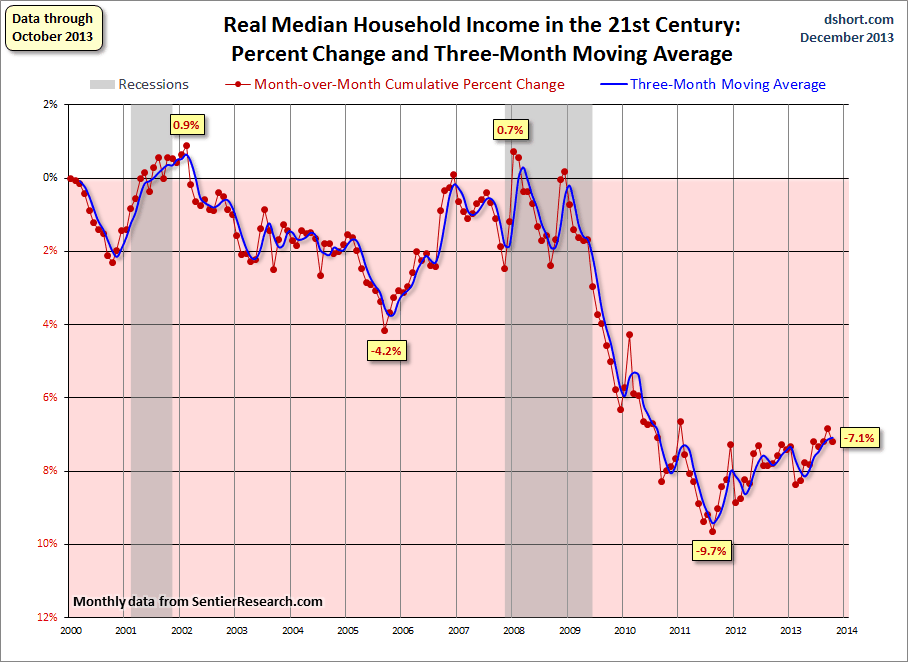 Data through
October 2013
Real Median Household Income in the 21st Century:
Percent Change and Three-Month Moving Average
dshort.com
December 2013
Recessions
Month-over-Month Cumulative Percent Change
Three-Month Moving Average
2%
0.9%
0.7%
0%
2%
4%
-4.2%
6%
-7.1%
8%
10%
-9.7%
Monthly data from SentierResearch.com
12%
2000 2001 2002 2003 2004 2005 2006 2007 2008 2009 2010 2011 2012 2013 2014